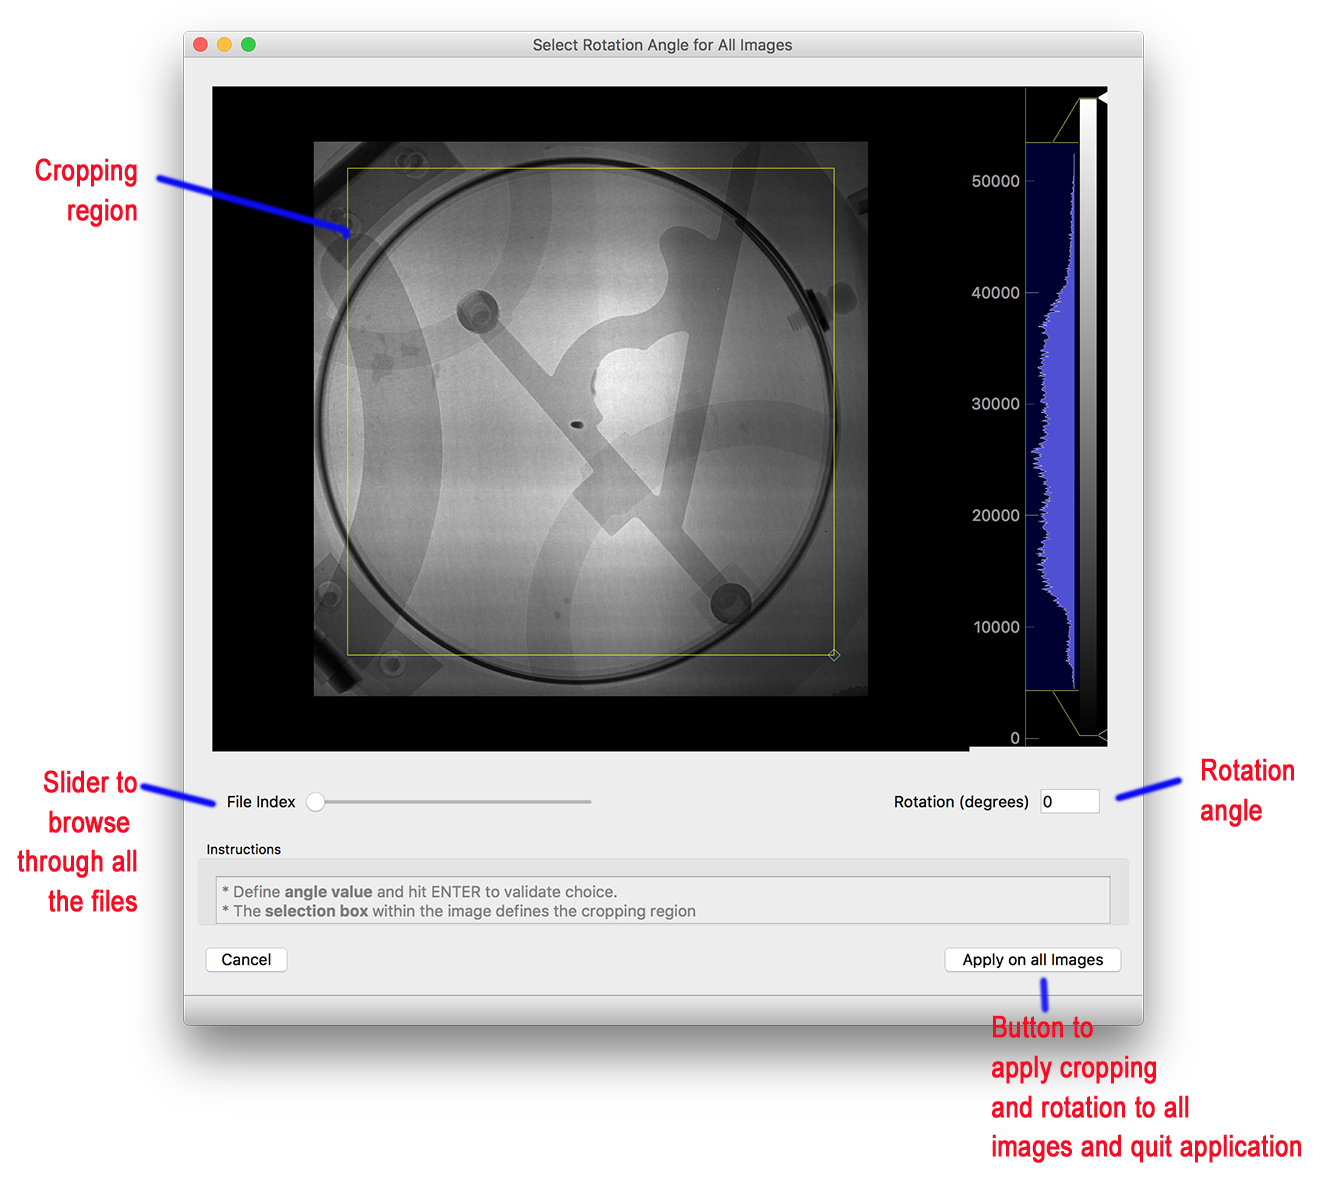 Select Rotation Angle for All Images
Cropping
region
50000
40000
30000
20000
10000
0
Slider to
browse
through all
the files
File Index
Rotation (degrees) 0
Rotation
angle
Instructions
* Define angle value and hit ENTER to validate choice.
* The selection box within the image defines the cropping region
Cancel
Apply on all Images
Button to
apply cropping
and rotation to all
images and quit application